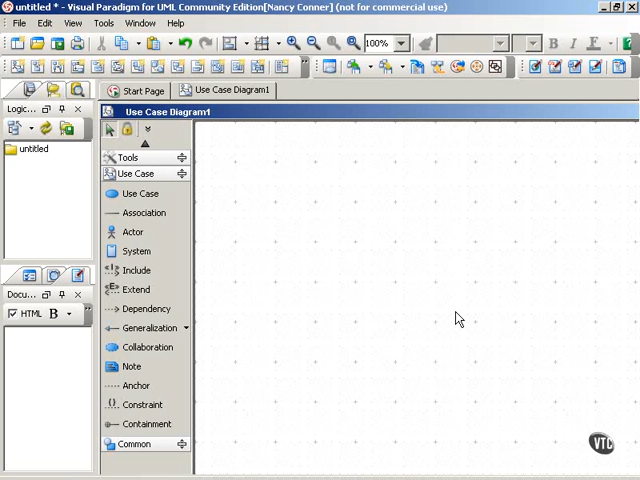 untitled * - Visual Paradigm for UML Community Edition[Nancy Conner] (not for commercial use)
File Edit View Tools Window Help
100%
B I F
Start Page Use Case Diagram1
Logic...
untitled
Docu...
HTML B
Use Case Diagram1
Tools
Use Case
Use Case
Association
Actor
System
Include
Extend
Dependency
Generalization
Collaboration
Note
Anchor
Constraint
Containment
Common
VTC